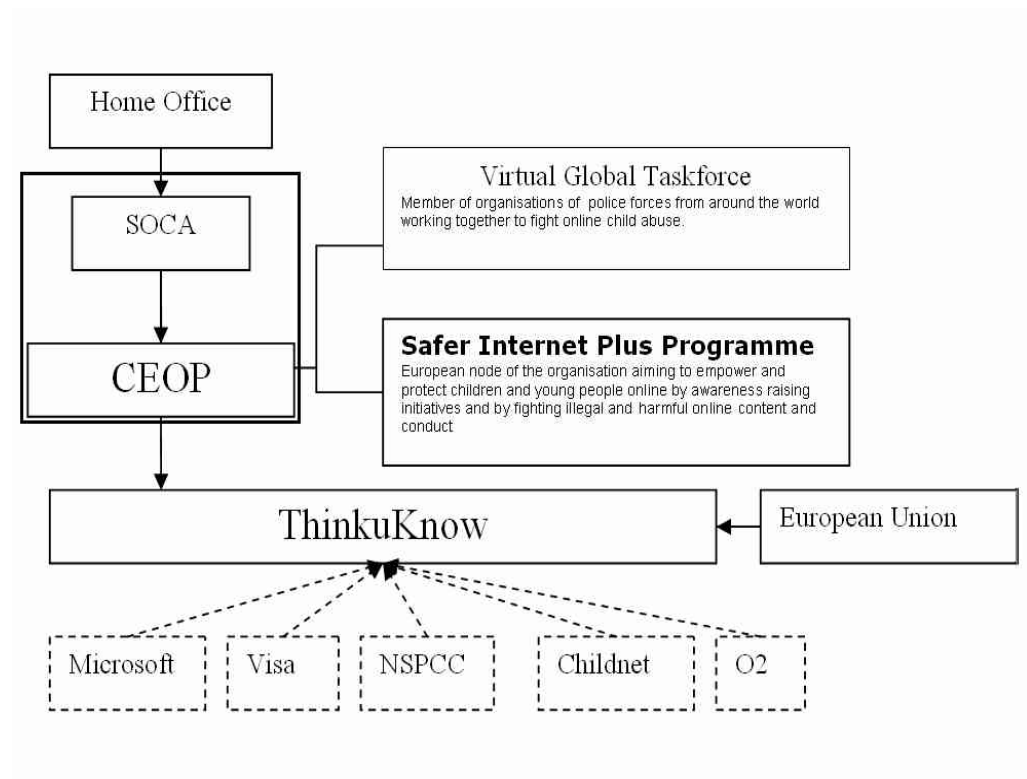 Home Office
SOCA
CEOP
Virtual Global Taskforce
Member of organisations of police forces from around the world
working together to fight online child abuse.
Safer Internet Plus Programme
European node of the organisation aiming to empower and
protect children and young people online by awareness raising
initiatives and by fighting illegal and harmful online content and
conduct
ThinkuKnow
European Union
Microsoft
Visa
NSPCC
Childnet
O2